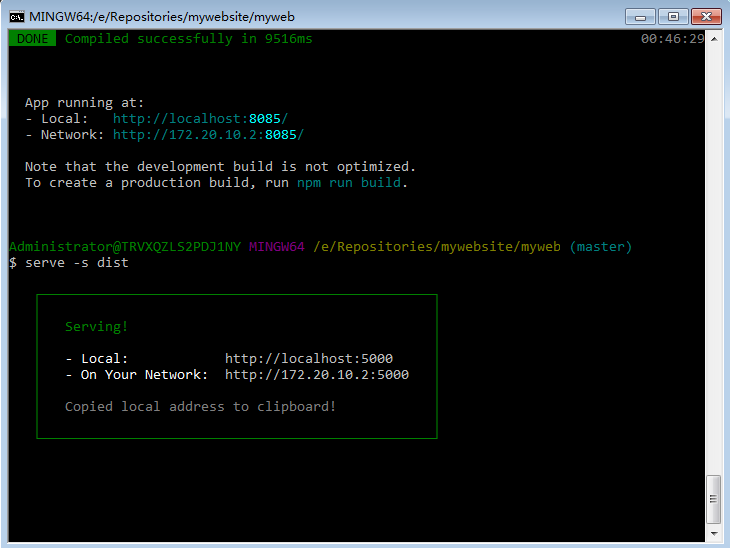 MINGW64:/e/Repositories/mywebsite/myweb
DONE Compiled successfully in 9516ms 00:46:29
App running at:
- Local: http://localhost:8085/
- Network: http://172.20.10.2:8085/
Note that the development build is not optimized.
To create a production build, run npm run build.
Administrator@TRVXQZLS2PDJ1NY MINGW64 /e/Repositories/mywebsite/myweb (master)
$ serve -s dist
Serving!
- Local: http://localhost:5000
- On Your Network: http://172.20.10.2:5000
Copied local address to clipboard!